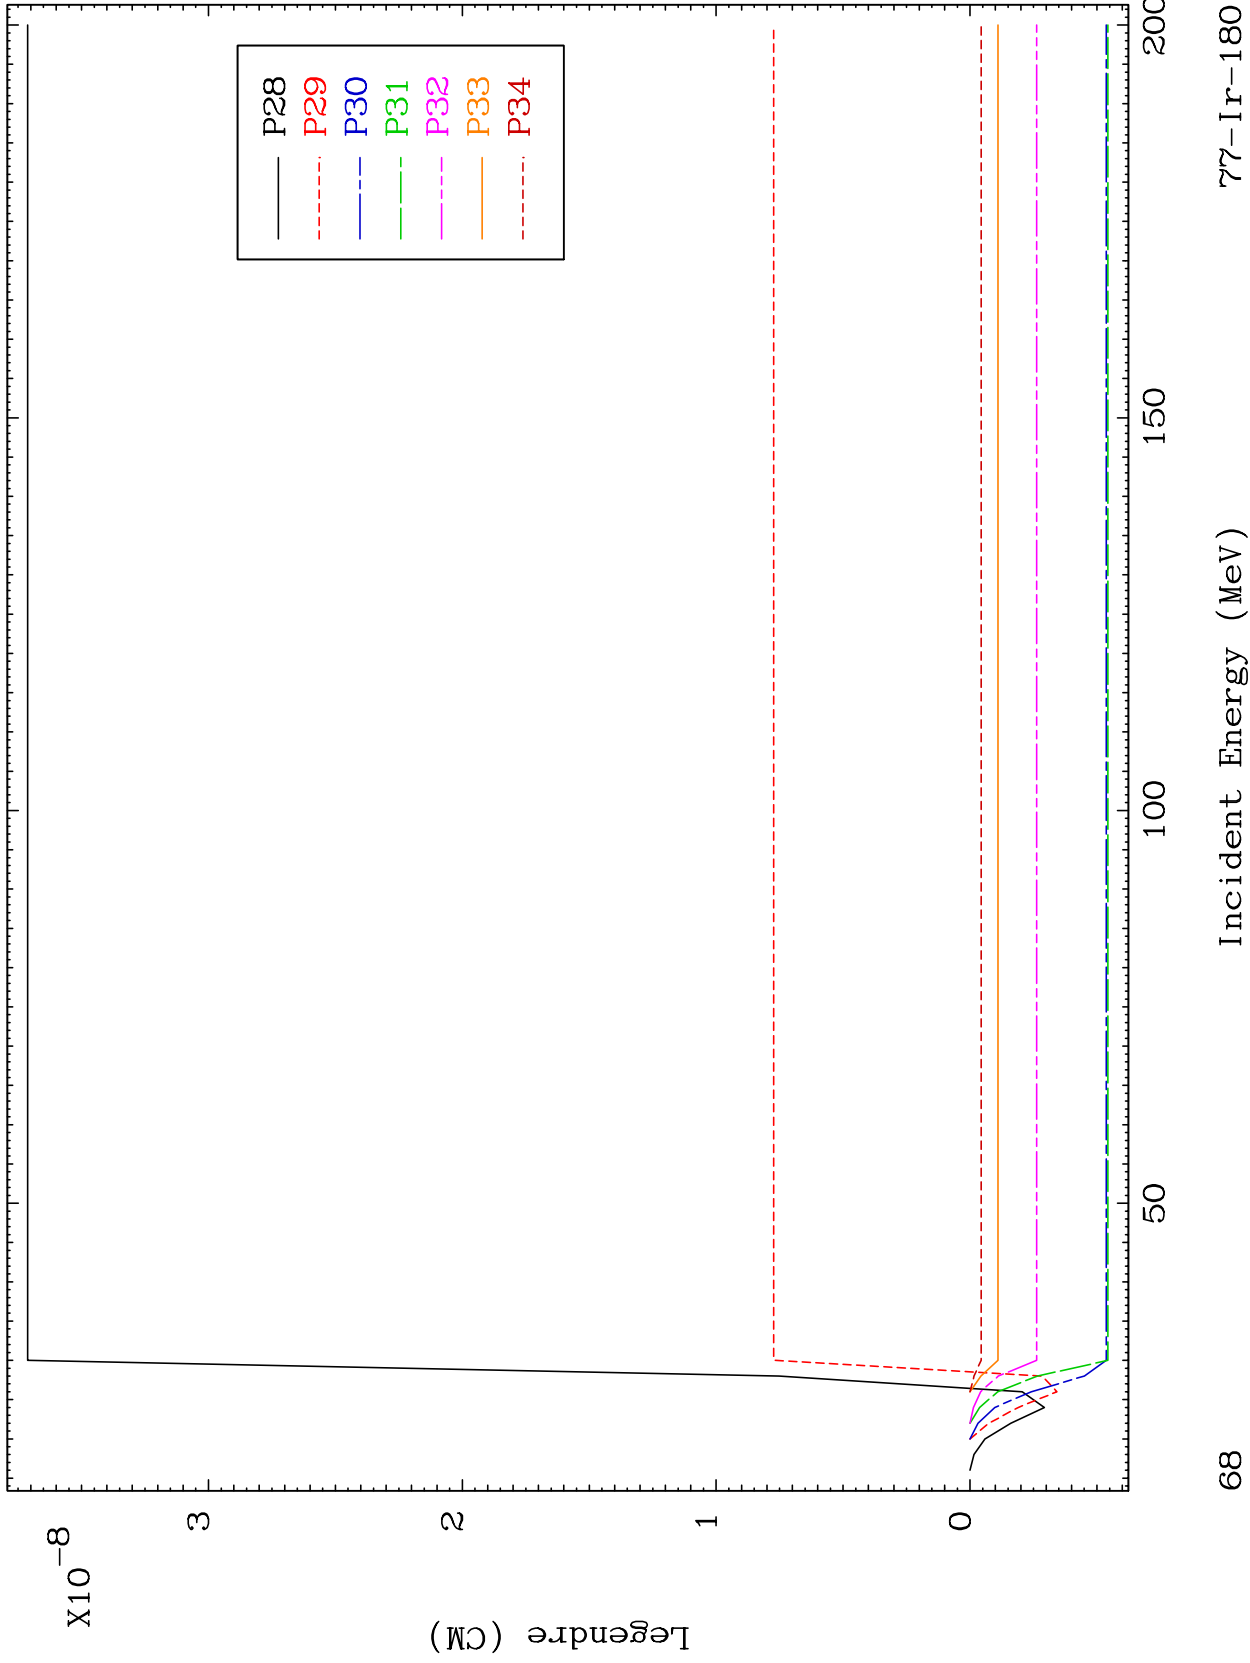 X10-8
3
2
1
0
Legendre (CM)
P28
P29
P30
P31
P32
P33
P34
50
100
150
200
68
Incident Energy (MeV)
77-Ir-180